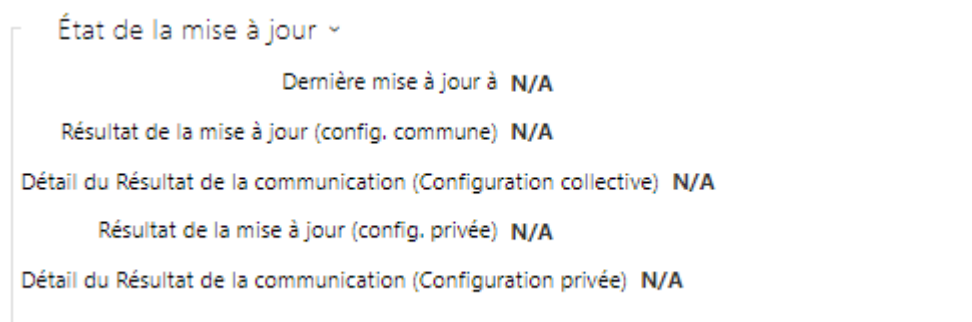 État de la mise à jour
Dernière mise à jour à N/A
Résultat de la mise à jour (config. commune) N/A
Détail du Résultat de la communication (Configuration collective) N/A
Résultat de la mise à jour (config. privée) N/A
Détail du Résultat de la communication (Configuration privée) N/A